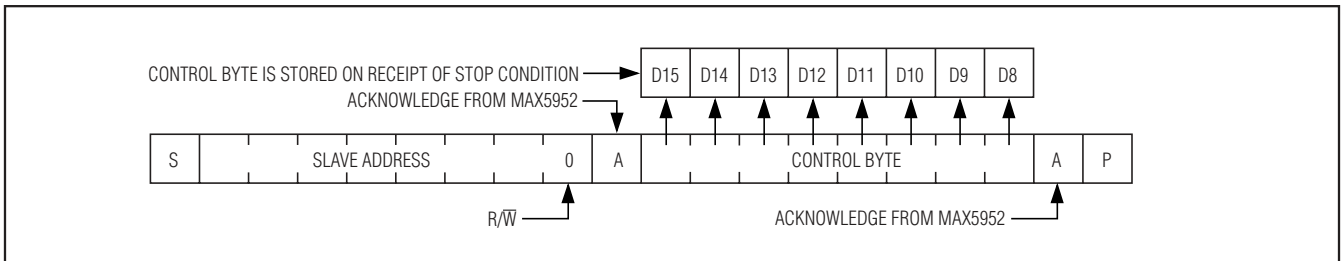 CONTROL BYTE IS STORED ON RECEIPT OF STOP CONDITION D15 D14 D13 D12 D11 D10 D9 D8
ACKNOWLEDGE FROM MAX5952
S SLAVE ADDRESS 0 A CONTROL BYTE A P
R/W̅ ACKNOWLEDGE FROM MAX5952